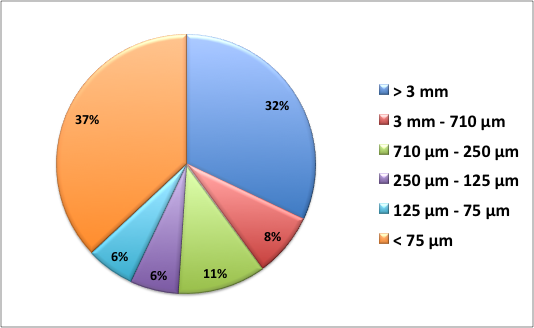 32%
8%
11%
6%
6%
37%
> 3 mm
3 mm - 710 µm
710 µm - 250 µm
250 µm - 125 µm
125 µm - 75 µm
< 75 µm